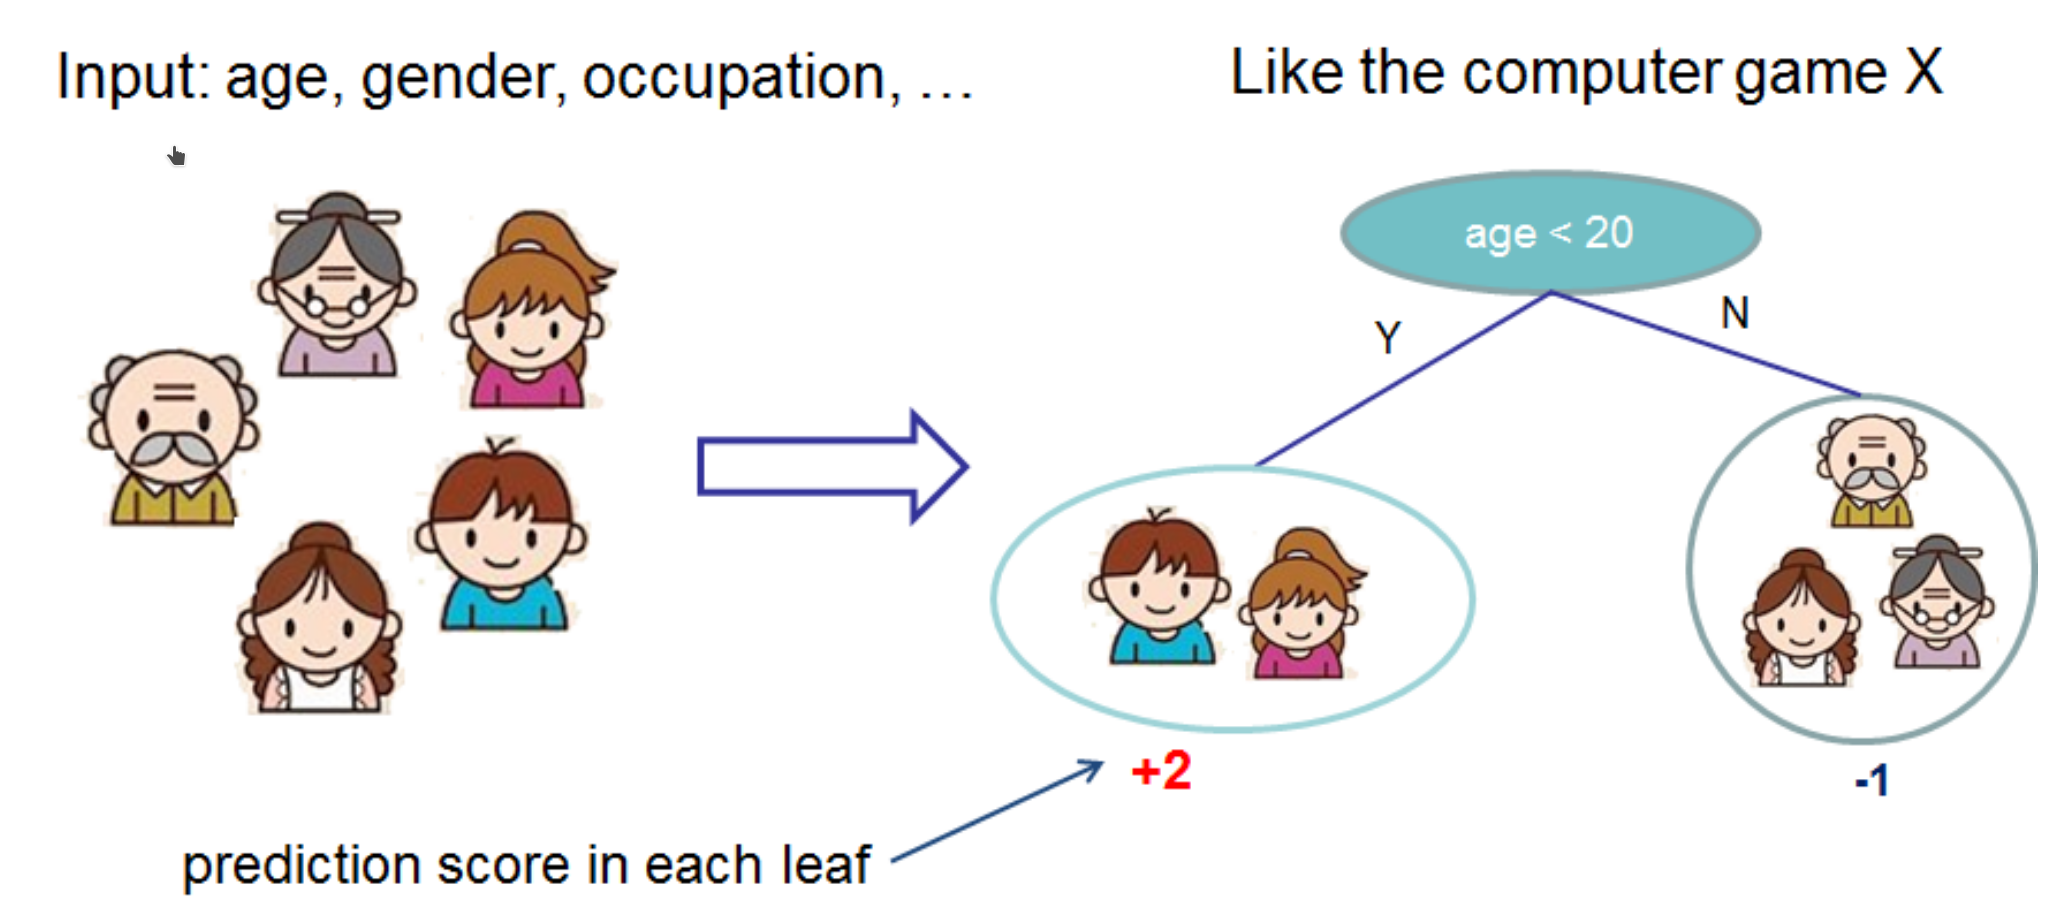 Input: age, gender, occupation, …
Like the computer game X
age < 20
Y
N
+2
-1
prediction score in each leaf